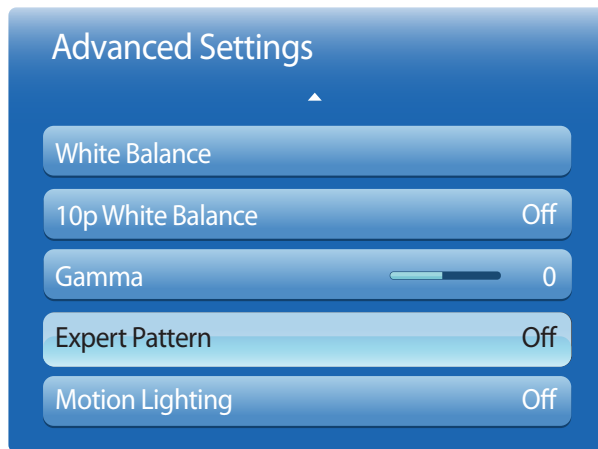 Advanced Settings
White Balance
10p White Balance Off
Gamma 0
Expert Pattern Off
Motion Lighting Off